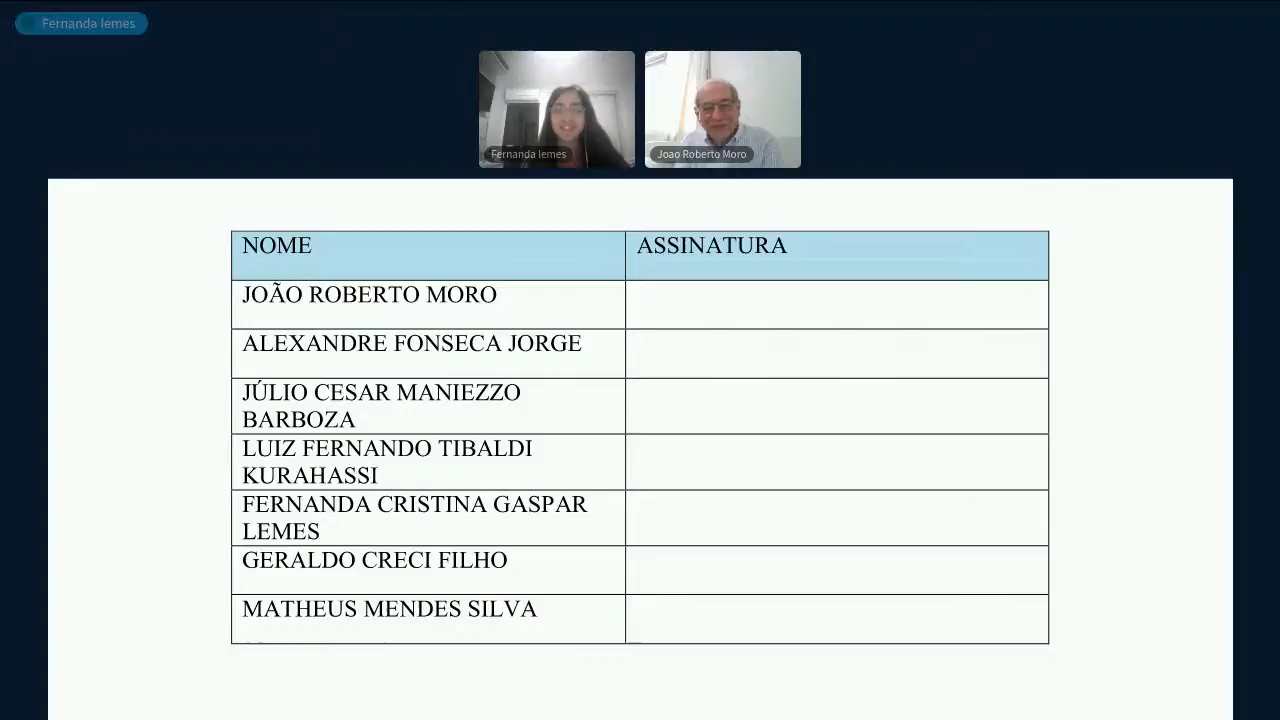 Fernanda lemes
Fernanda lemes
Joao Roberto Moro
NOME
ASSINATURA
JOÃO ROBERTO MORO
ALEXANDRE FONSECA JORGE
JÚLIO CESAR MANIEZZO
BARBOZA
LUIZ FERNANDO TIBALDI
KURAHASSI
FERNANDA CRISTINA GASPAR
LEMES
GERALDO CRECI FILHO
MATHEUS MENDES SILVA